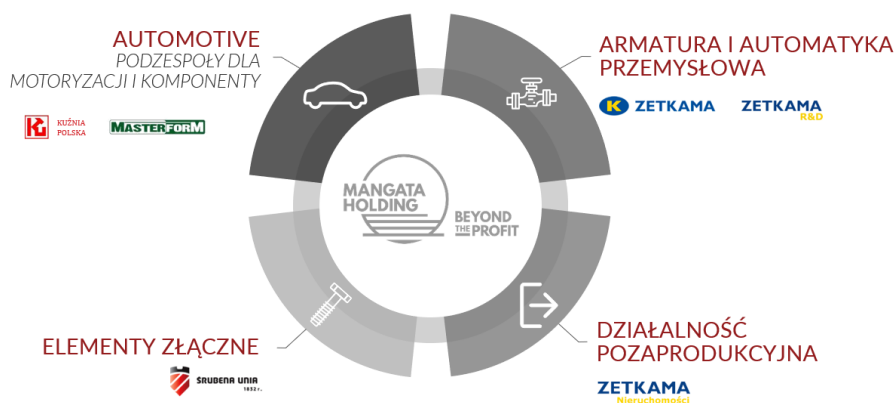 AUTOMOTIVE
PODZESPOŁY DLA
MOTORYZACJI I KOMPONENTY
KUŹNIA
POLSKA
MASTERFORM
ARMATURA I AUTOMATYKA
PRZEMYSŁOWA
K ZETKAMA
ZETKAMA
R&D
MANGATA
HOLDING
BEYOND
THE PROFIT
ELEMENTY ZŁĄCZNE
ŚRUBENA UNIA
1832 r.
DZIAŁALNOŚĆ
POZAPRODUKCYJNA
ZETKAMA
Nieruchomości